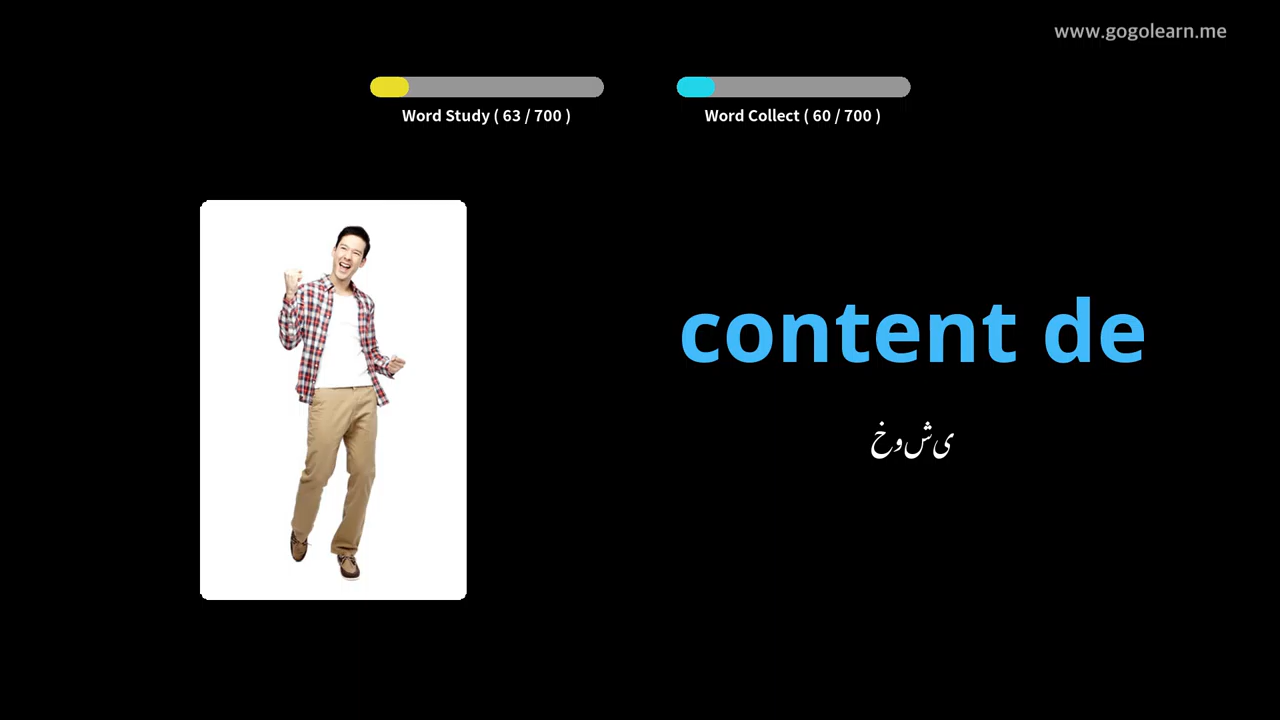 www.gogolearn.me
Word Study ( 63 / 700 )
Word Collect ( 60 / 700 )
content de
خوشی